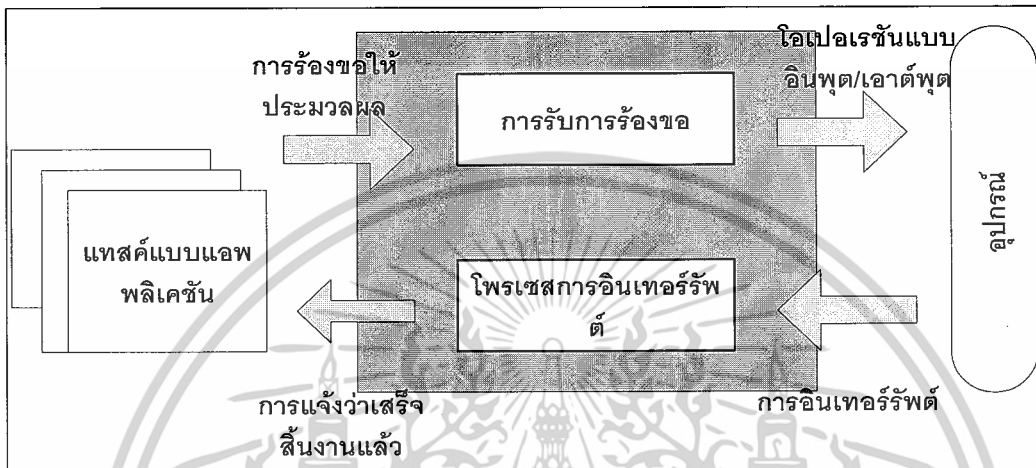 การร้องขอให้
ประมวลผล
การรับการร้องขอ
โอเปอเรชันแบบ
อินพุต/เอาต์พุต
อุปกรณ์
แทสค์แบบแอพ
พลิเคชัน
โพรเซสการอินเทอร์รัพ
ต์
การแจ้งว่าเสร็จ
สิ้นงานแล้ว
การอินเทอร์รัพต์